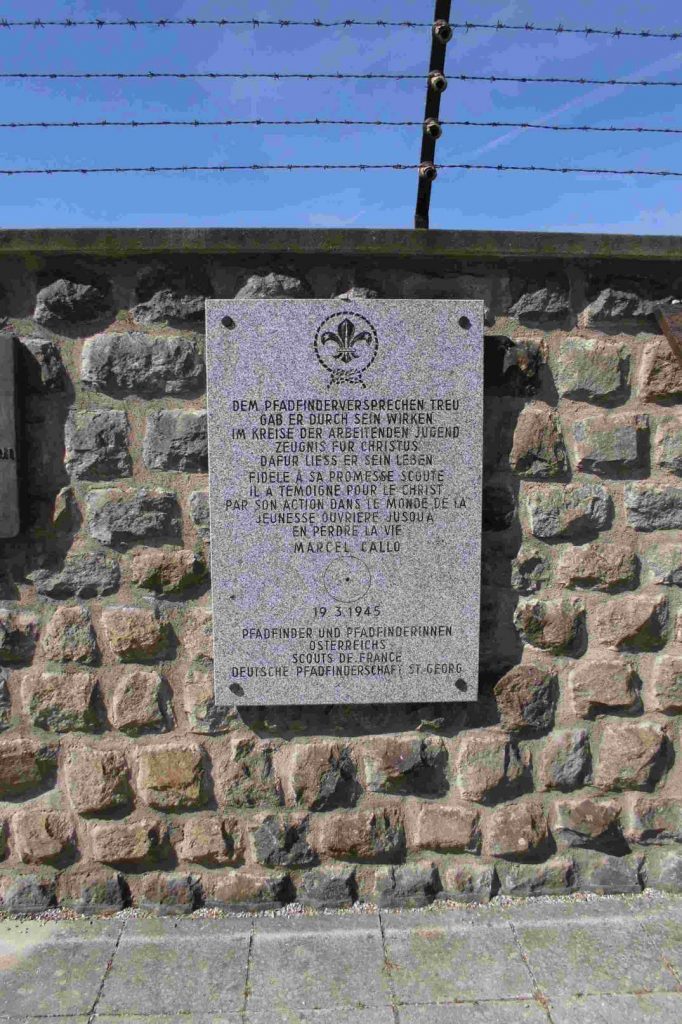 DEM PFADFINDERVERSPRECHEN TREU
GAB ER DURCH SEIN WIRKEN
IM KREISE DER ARBEITENDEN JUGEND
ZEUGNIS FÜR CHRISTUS
DAFÜR LIESS ER SEIN LEBEN
FIDÈLE À SA PROMESSE SCOUTE
IL A TÉMOIGNÉ POUR LE CHRIST
PAR SON ACTION DANS LE MONDE DE LA
JEUNESSE OUVRIÈRE JUSQU'À
EN PERDRE LA VIE
MARCEL CALLO
19 3 1945
PFADFINDER UND PFADFINDERINNEN
ÖSTERREICHS
SCOUTS DE FRANCE
DEUTSCHE PFADFINDERSCHAFT ST. GEORG